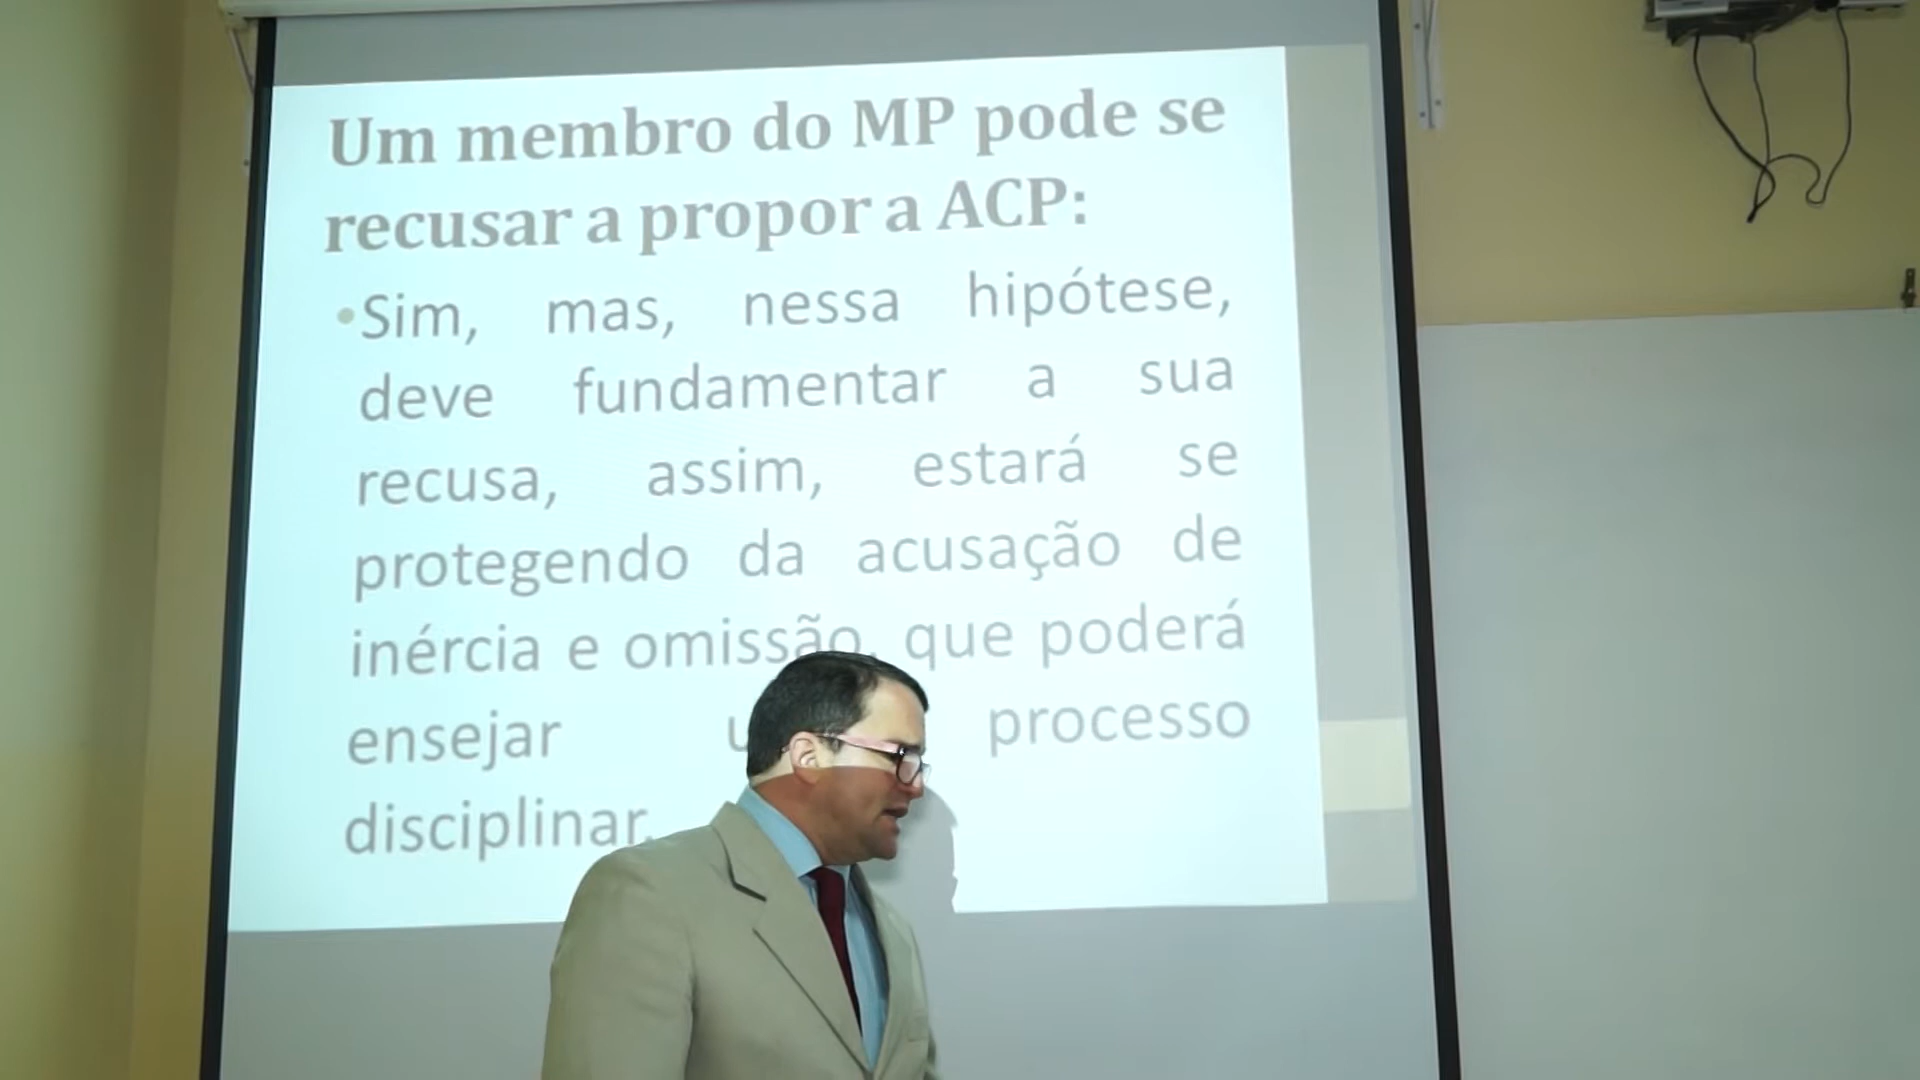 Um membro do MP pode se
recusar a propor a ACP:
•Sim, mas, nessa hipótese,
deve fundamentar a sua
recusa, assim, estará se
protegendo da acusação de
inércia e omissão, que poderá
ensejar processo
disciplinar.